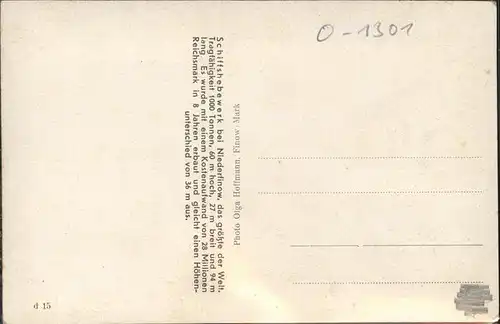 O-1301
Schiffshebewerk bei Niederfinow, das größte der Welt.
Tragfähigkeit 1000 Tonnen, 60 m hoch, 27 m breit und 94 m
lang. Es wurde mit einem Kostenaufwand von 28 Millionen
Reichsmark in 8 Jahren erbaut und gleicht einen Höhen-
unterschied von 36 m aus.
Photo Olga Hoffmann, Finow/Mark
d 15